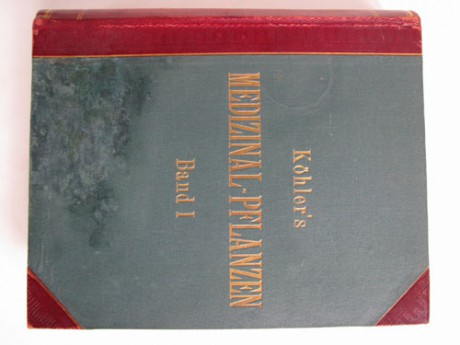 Köhler's
MEDIZINAL-PFLANZEN
Band I